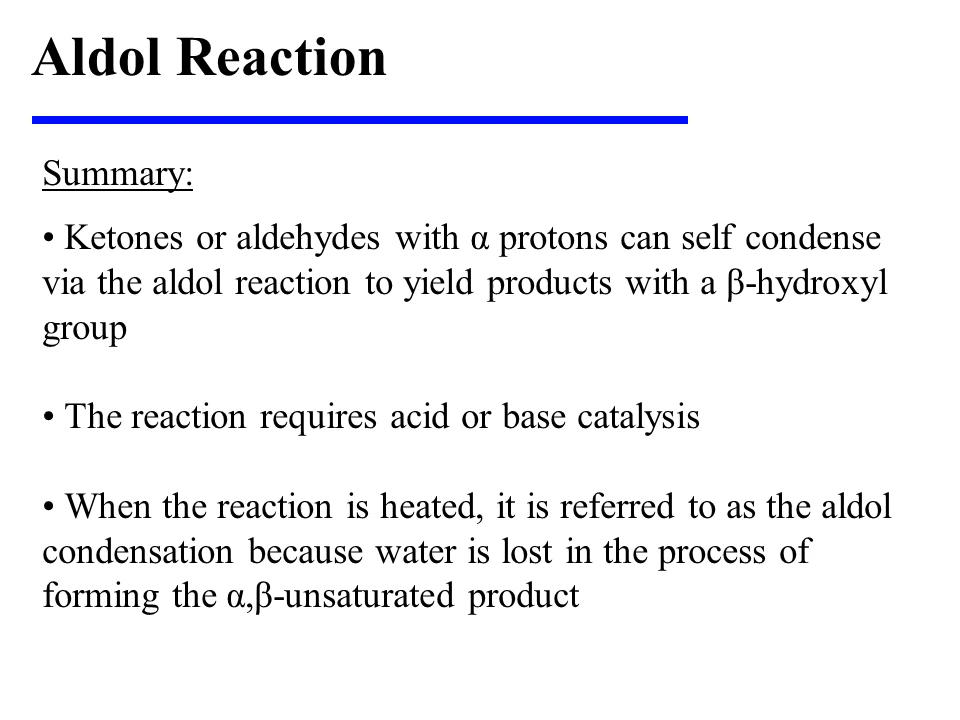 Aldol Reaction
Summary:
• Ketones or aldehydes with α protons can self condense
via the aldol reaction to yield products with a β-hydroxyl
group
• The reaction requires acid or base catalysis
• When the reaction is heated, it is referred to as the aldol
condensation because water is lost in the process of
forming the α,β-unsaturated product